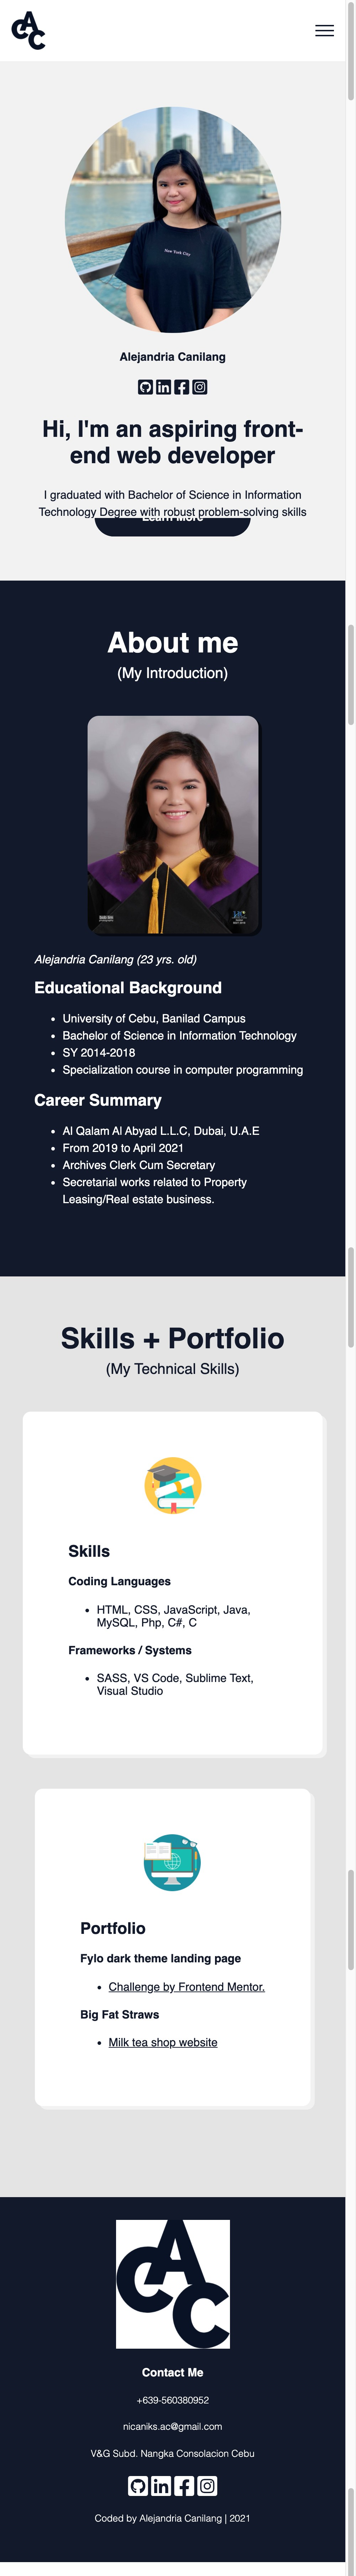 CAC
Alejandria Canilang
Hi, I'm an aspiring front-
end web developer
I graduated with Bachelor of Science in Information
Technology Degree with robust problem-solving skills
Learn More
About me
(My Introduction)
Alejandria Canilang (23 yrs. old)
Educational Background
• University of Cebu, Banilad Campus
• Bachelor of Science in Information Technology
• SY 2014-2018
• Specialization course in computer programming
Career Summary
• Al Qalam Al Abyad L.L.C, Dubai, U.A.E
• From 2019 to April 2021
• Archives Clerk Cum Secretary
• Secretarial works related to Property
Leasing/Real estate business.
Skills + Portfolio
(My Technical Skills)
Skills
Coding Languages
• HTML, CSS, JavaScript, Java,
MySQL, Php, C#, C
Frameworks / Systems
• SASS, VS Code, Sublime Text,
Visual Studio
Portfolio
Fylo dark theme landing page
• Challenge by Frontend Mentor.
Big Fat Straws
• Milk tea shop website
CAC
Contact Me
+639-560380952
nicaniks.ac@gmail.com
V&G Subd. Nangka Consolacion Cebu
Coded by Alejandria Canilang | 2021